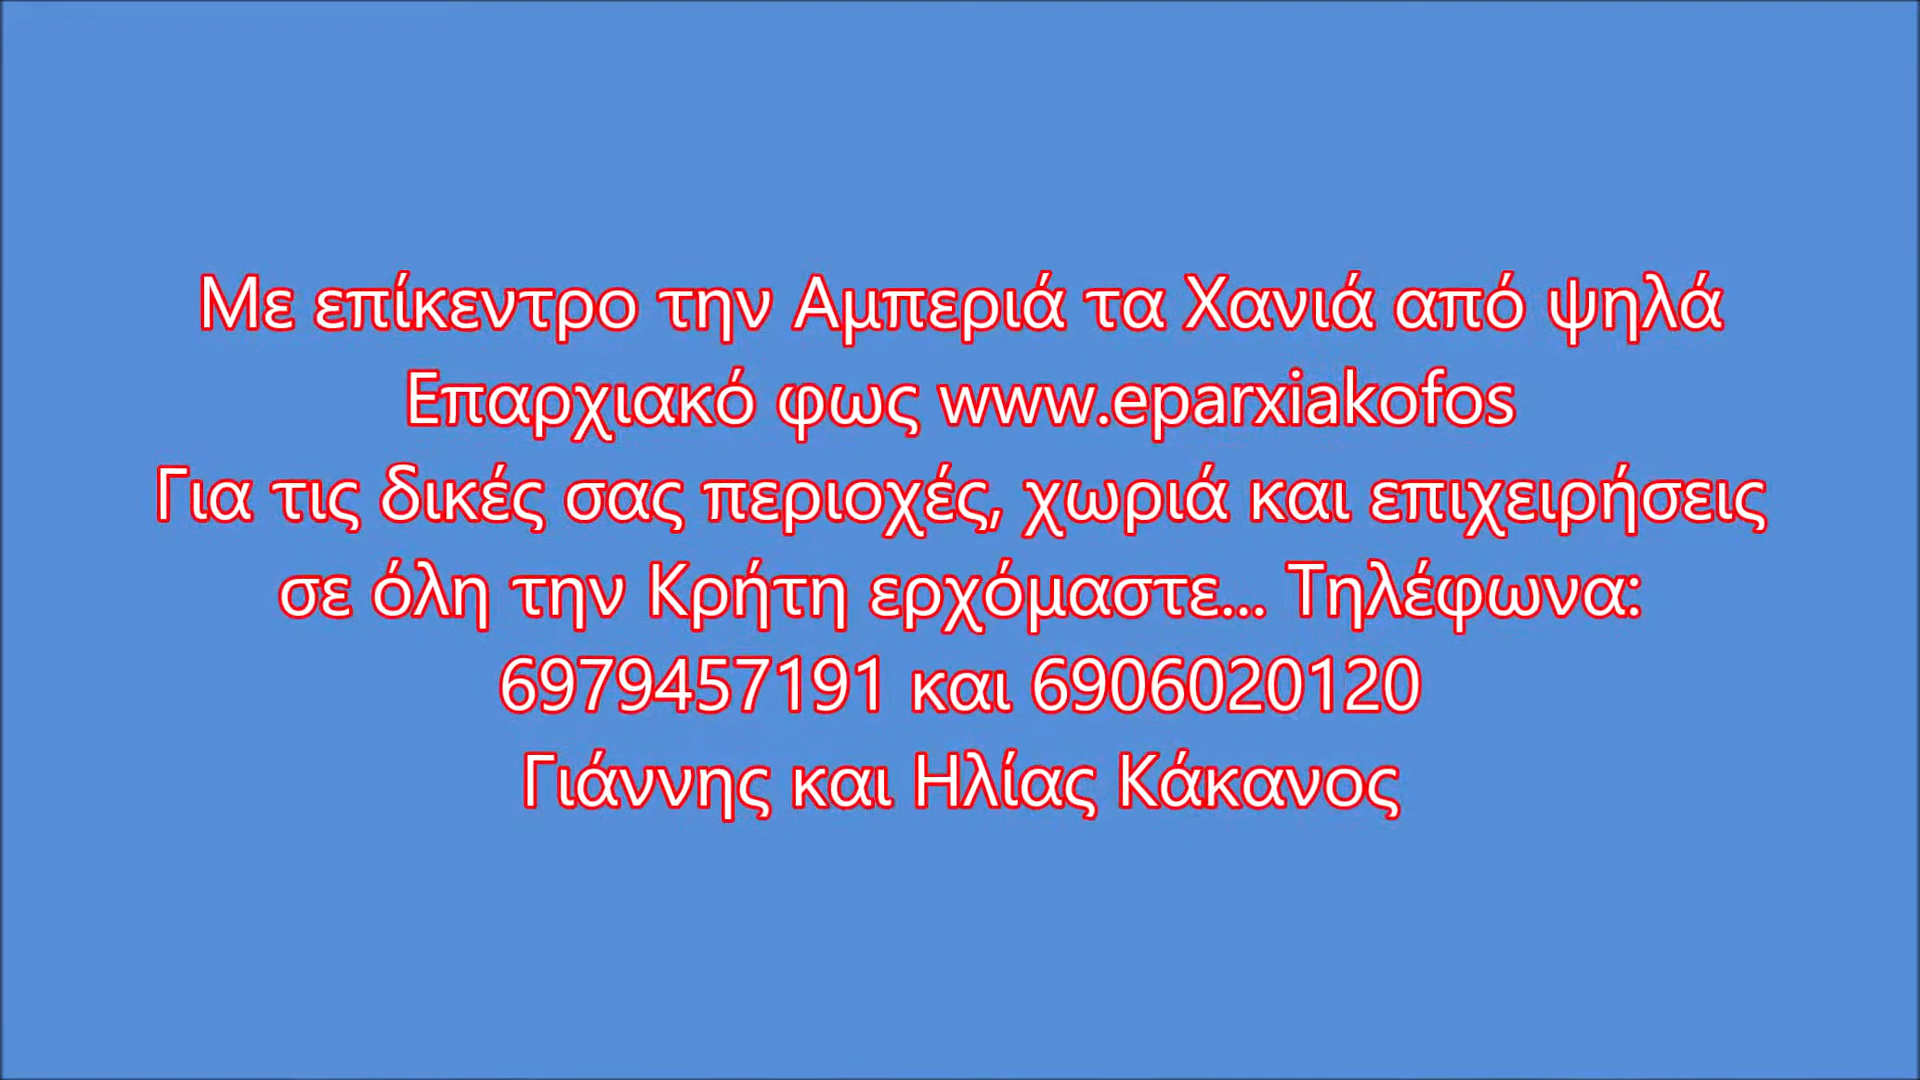 Με επίκεντρο την Αμπεριά τα Χανιά από ψηλά
Επαρχιακό φως www.eparxiakofos
Για τις δικές σας περιοχές, χωριά και επιχειρήσεις
σε όλη την Κρήτη ερχόμαστε... Τηλέφωνα:
6979457191 και 6906020120
Γιάννης και Ηλίας Κάκανος